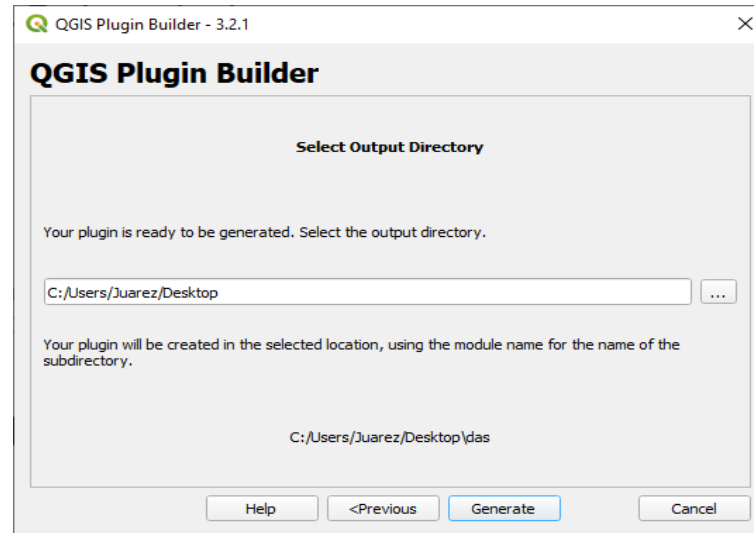 QGIS Plugin Builder - 3.2.1
QGIS Plugin Builder
Select Output Directory
Your plugin is ready to be generated. Select the output directory.
C:/Users/Juarez/Desktop
...
Your plugin will be created in the selected location, using the module name for the name of the
subdirectory.
C:/Users/Juarez/Desktop\das
Help
<Previous
Generate
Cancel